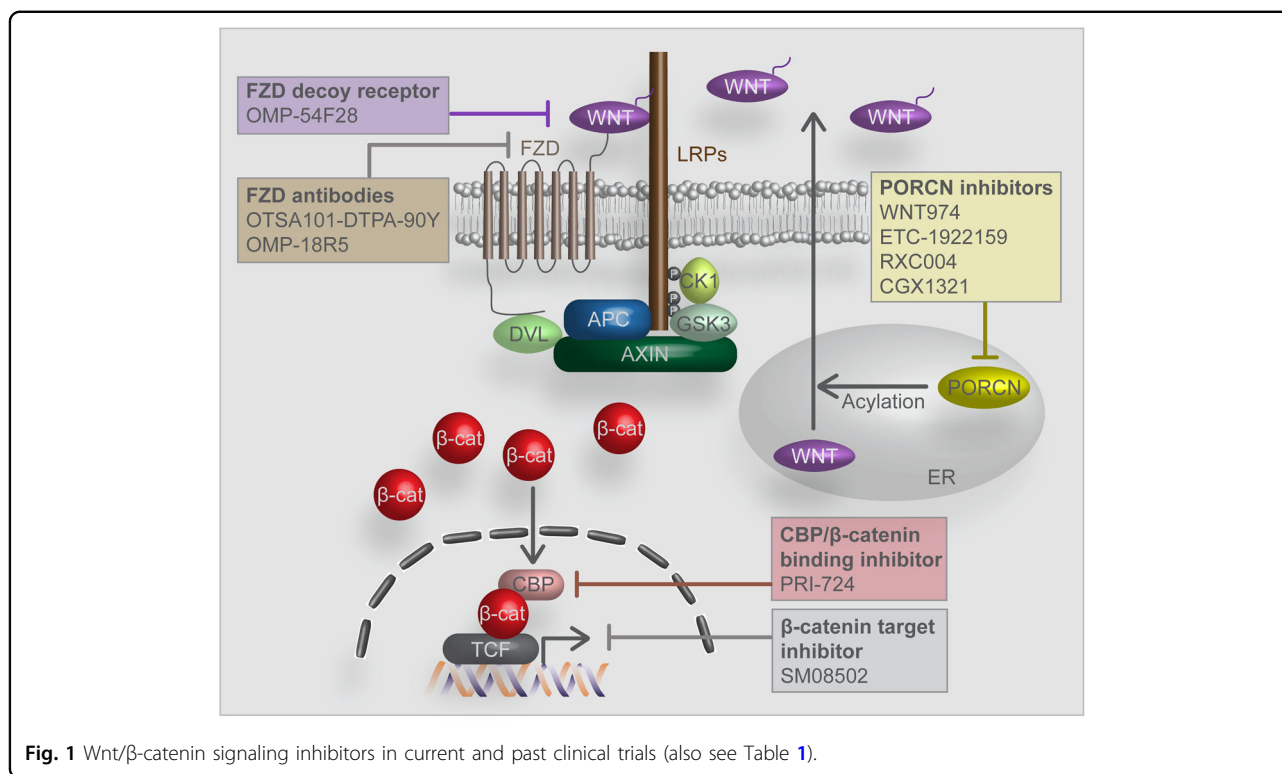 FZD decoy receptor
OMP-54F28
FZD antibodies
OTSA101-DTPA-90Y
OMP-18R5
WNT
WNT
WNT
FZD
LRPs
PORCN inhibitors
WNT974
ETC-1922159
RXC004
CGX1321
P
CK1
P
P
GSK3
APC
DVL
AXIN
PORCN
Acylation
WNT
ER
β-cat
β-cat
β-cat
β-cat
CBP
β-cat
TCF
CBP/β-catenin
binding inhibitor
PRI-724
β-catenin target
inhibitor
SM08502
Fig. 1 Wnt/β-catenin signaling inhibitors in current and past clinical trials (also see Table 1).